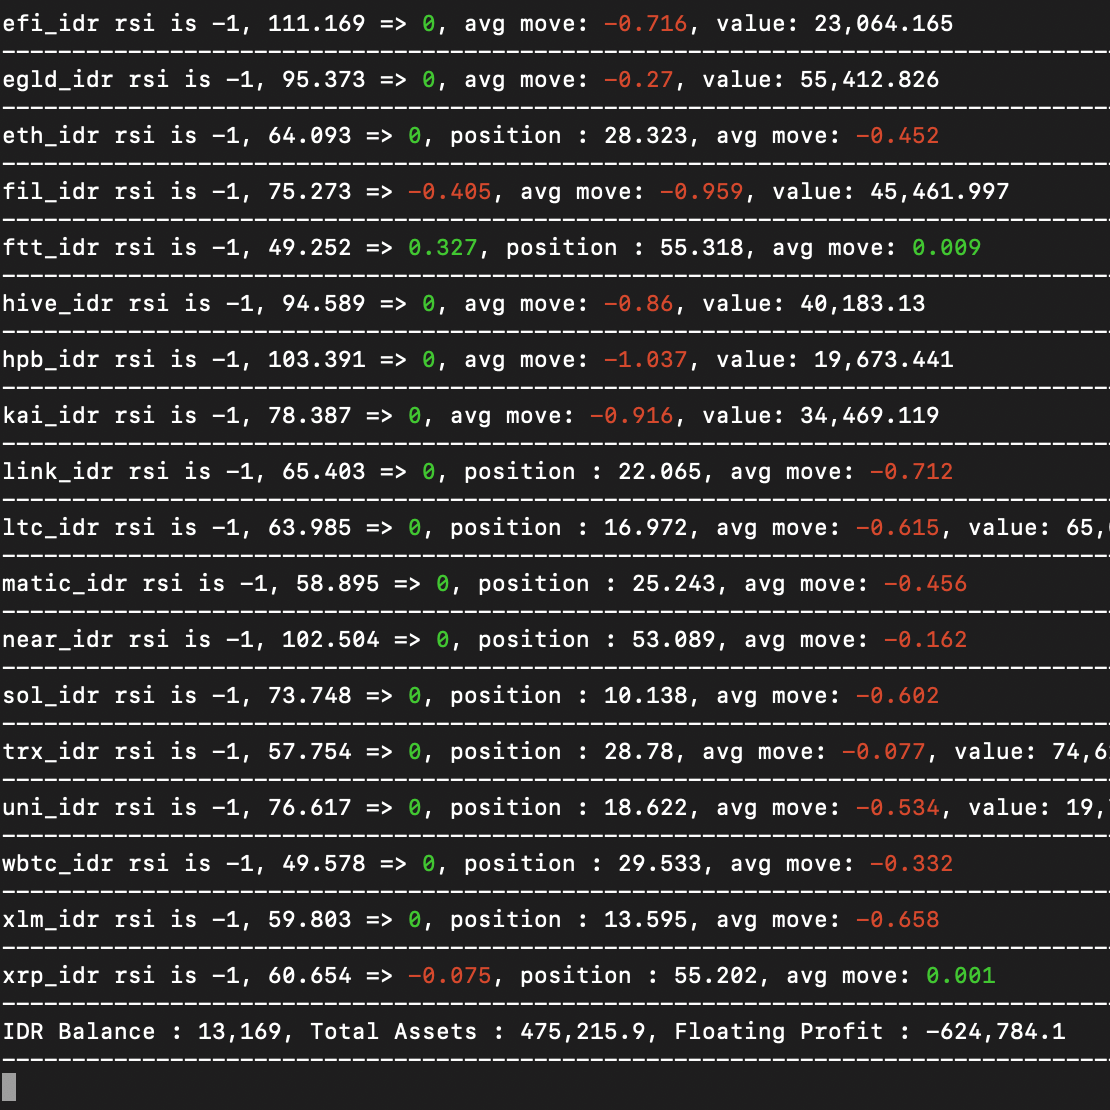 efi_idr rsi is -1, 111.169 => 0, avg move: -0.716, value: 23,064.165
egld_idr rsi is -1, 95.373 => 0, avg move: -0.27, value: 55,412.826
eth_idr rsi is -1, 64.093 => 0, position : 28.323, avg move: -0.452
fil_idr rsi is -1, 75.273 => -0.405, avg move: -0.959, value: 45,461.997
ftt_idr rsi is -1, 49.252 => 0.327, position : 55.318, avg move: 0.009
hive_idr rsi is -1, 94.589 => 0, avg move: -0.86, value: 40,183.13
hpb_idr rsi is -1, 103.391 => 0, avg move: -1.037, value: 19,673.441
kai_idr rsi is -1, 78.387 => 0, avg move: -0.916, value: 34,469.119
link_idr rsi is -1, 65.403 => 0, position : 22.065, avg move: -0.712
ltc_idr rsi is -1, 63.985 => 0, position : 16.972, avg move: -0.615, value: 65,
matic_idr rsi is -1, 58.895 => 0, position : 25.243, avg move: -0.456
near_idr rsi is -1, 102.504 => 0, position : 53.089, avg move: -0.162
sol_idr rsi is -1, 73.748 => 0, position : 10.138, avg move: -0.602
trx_idr rsi is -1, 57.754 => 0, position : 28.78, avg move: -0.077, value: 74,6
uni_idr rsi is -1, 76.617 => 0, position : 18.622, avg move: -0.534, value: 19,
wbtc_idr rsi is -1, 49.578 => 0, position : 29.533, avg move: -0.332
xlm_idr rsi is -1, 59.803 => 0, position : 13.595, avg move: -0.658
xrp_idr rsi is -1, 60.654 => -0.075, position : 55.202, avg move: 0.001
IDR Balance : 13,169, Total Assets : 475,215.9, Floating Profit : -624,784.1